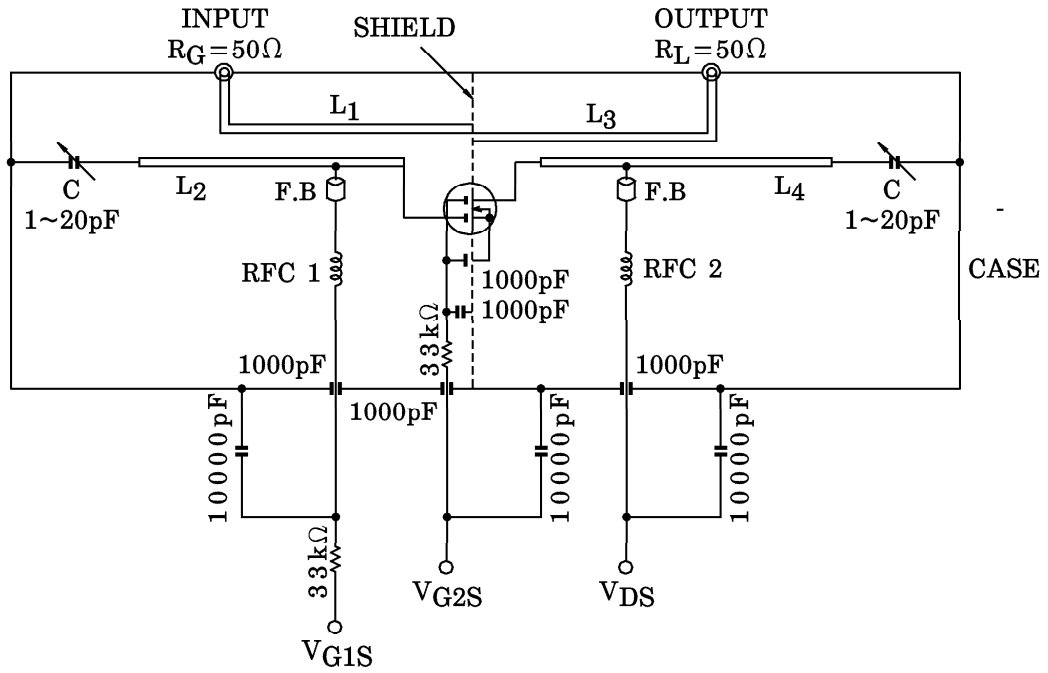 INPUT
RG=50Ω
SHIELD
OUTPUT
RL=50Ω
L1
L3
C
1~20pF
L2
F.B
F.B
L4
C
1~20pF
RFC 1
1000pF
RFC 2
CASE
1000pF
33kΩ
1000pF
1000pF
1000pF
10000pF
10000pF
10000pF
33kΩ
VG2S
VDS
VG1S